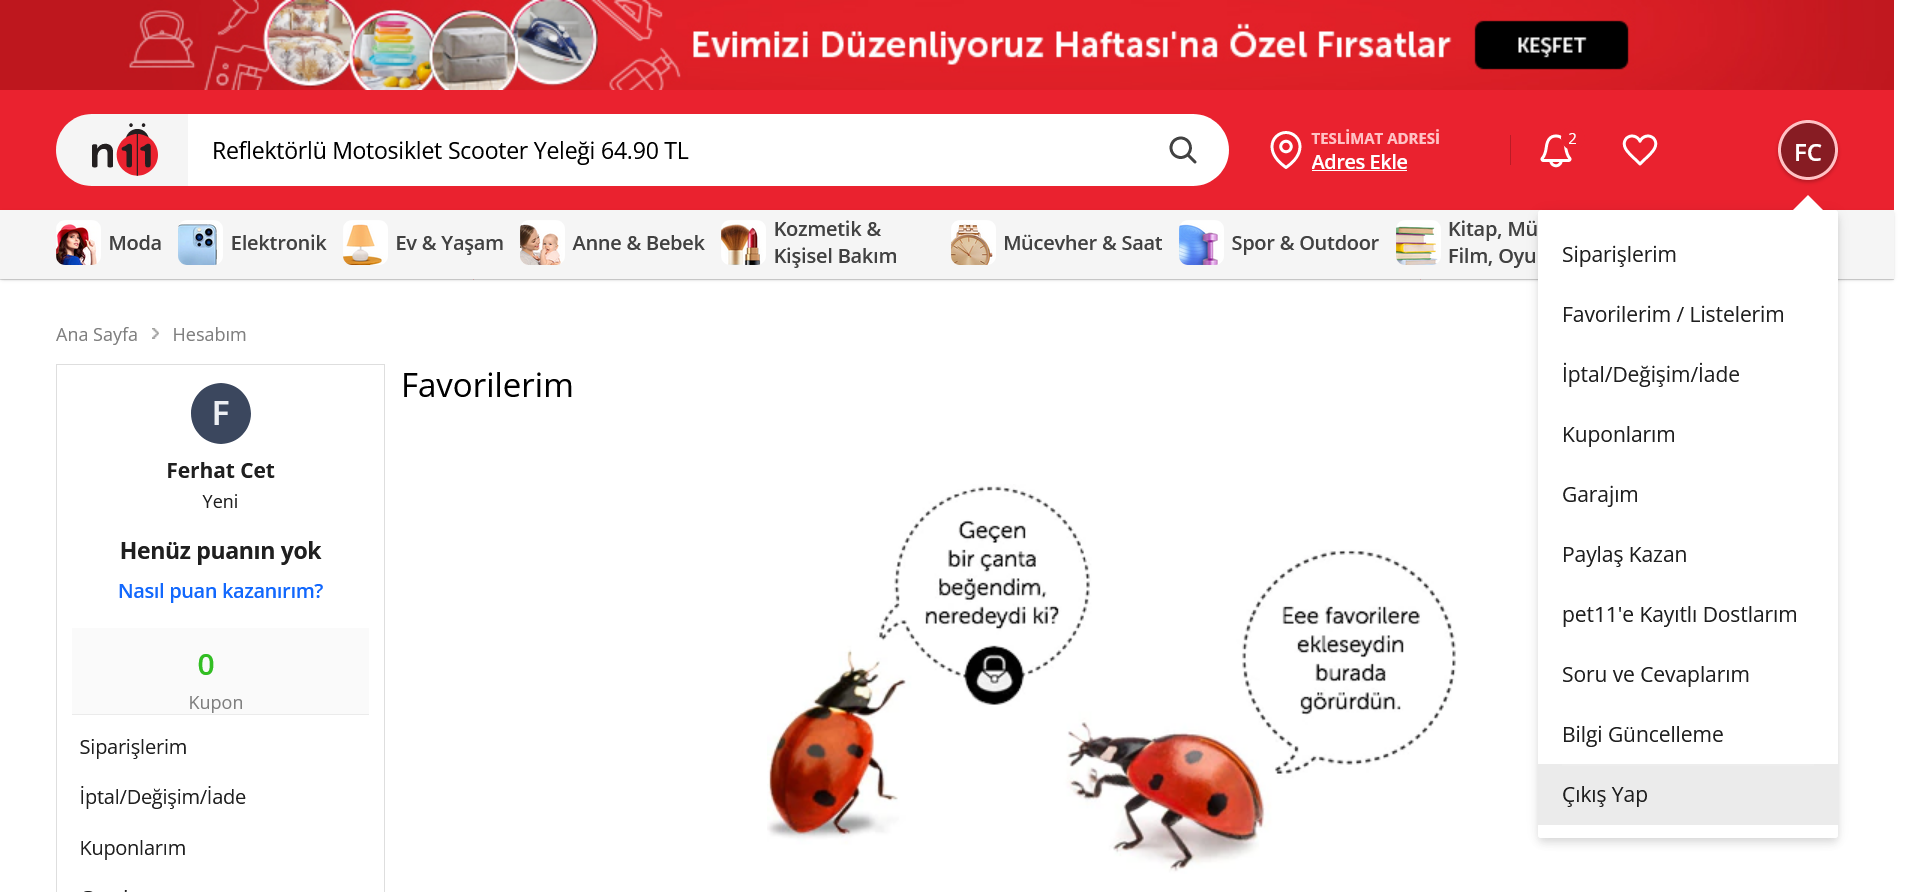 Evimizi Düzenliyoruz Haftası'na Özel Fırsatlar
KEŞFET
n11
Reflektörlü Motosiklet Scooter Yeleği 64.90 TL
TESLİMAT ADRESİ
Adres Ekle
2
FC
Moda
Elektronik
Ev & Yaşam
Anne & Bebek
Kozmetik &
Kişisel Bakım
Mücevher & Saat
Spor & Outdoor
Kitap, Mü
Film, Oyu
Siparişlerim
Favorilerim / Listelerim
İptal/Değişim/İade
Kuponlarım
Garajım
Paylaş Kazan
pet11'e Kayıtlı Dostlarım
Soru ve Cevaplarım
Bilgi Güncelleme
Çıkış Yap
Ana Sayfa
Hesabım
F
Ferhat Cet
Yeni
Henüz puanın yok
Nasıl puan kazanırım?
0
Kupon
Siparişlerim
İptal/Değişim/İade
Kuponlarım
Favorilerim
Geçen
bir çanta
beğendim,
neredeydi ki?
Eee favorilere
ekleseydin
burada
görürdün.